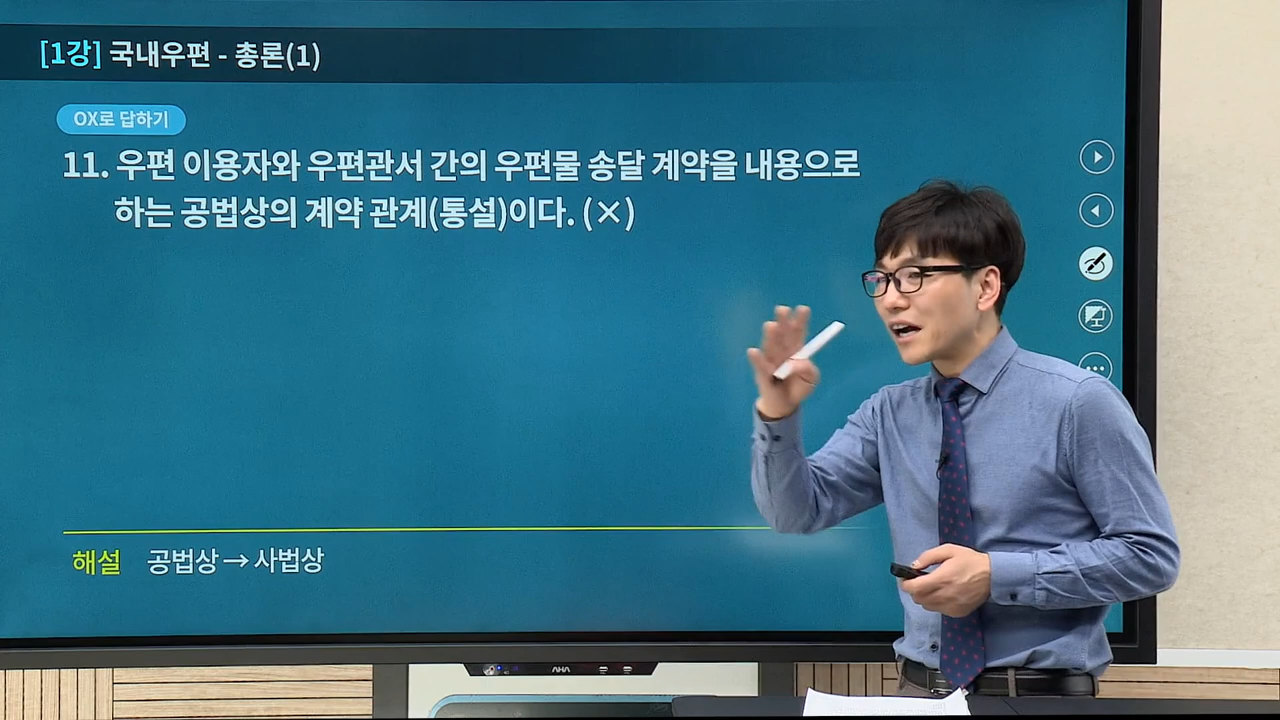 [1강] 국내우편 - 총론(1)
OX로 답하기
11. 우편 이용자와 우편관서 간의 우편물 송달 계약을 내용으로
하는 공법상의 계약 관계(통설)이다. (×)
해설 공법상 → 사법상
AHA